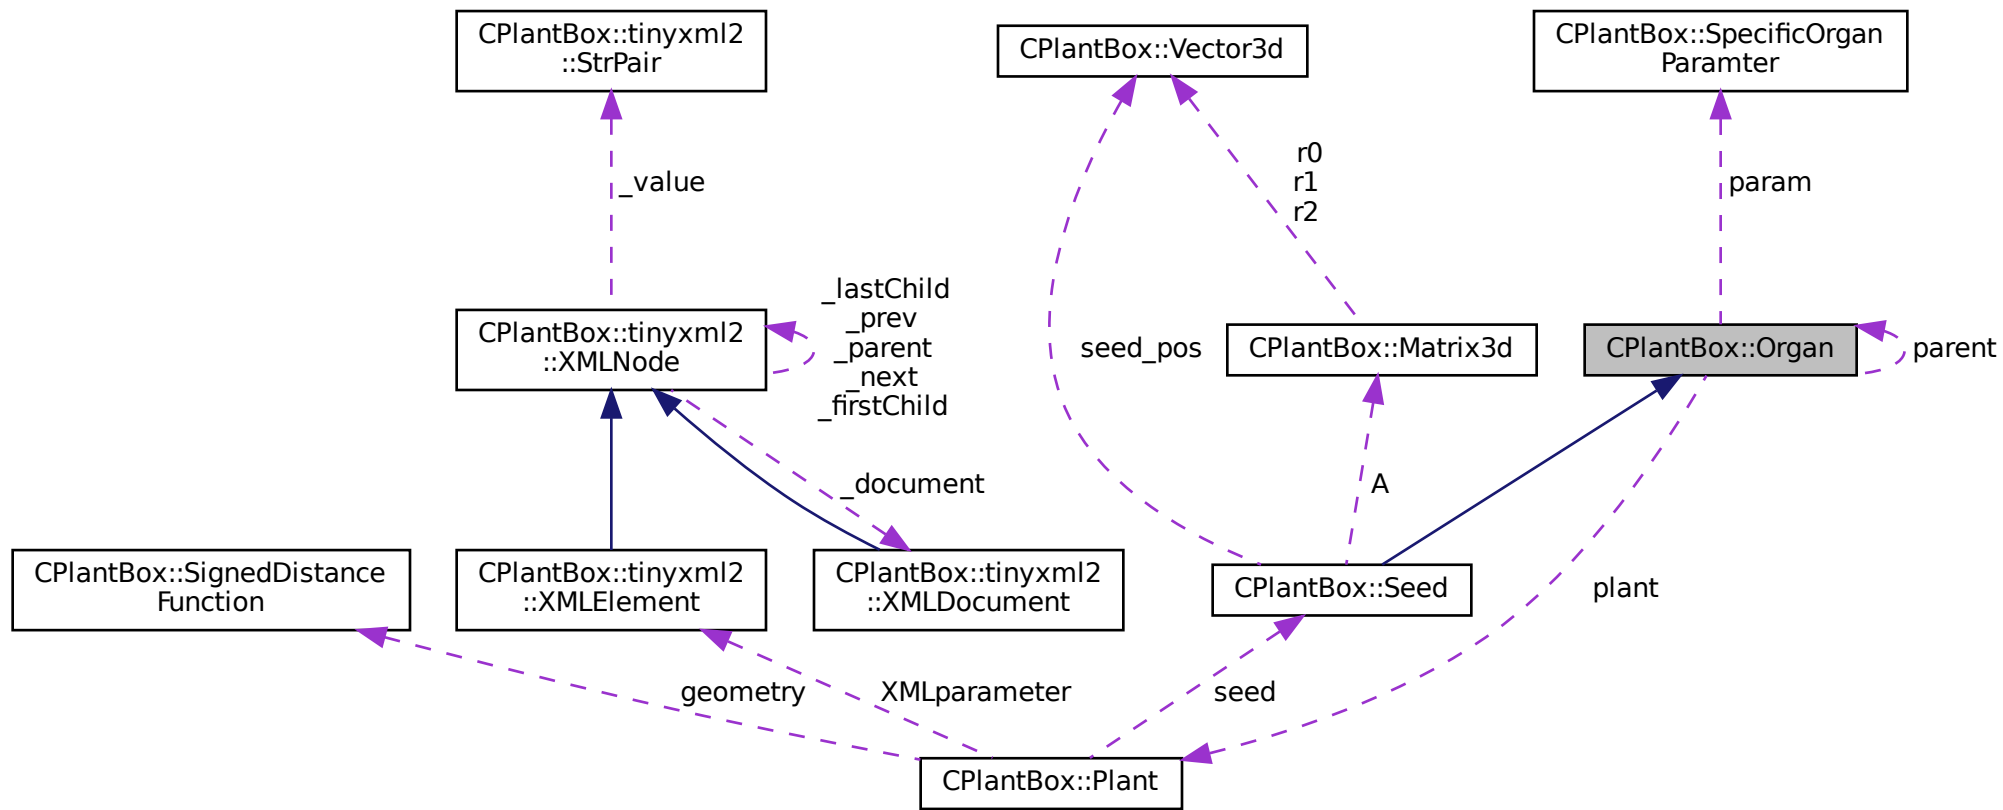 CPlantBox::tinyxml2
::StrPair
CPlantBox::Vector3d
CPlantBox::SpecificOrgan
Paramter
_value
r0
r1
r2
param
CPlantBox::tinyxml2
::XMLNode
_lastChild
_prev
_parent
_next
_firstChild
seed_pos
CPlantBox::Matrix3d
CPlantBox::Organ
parent
_document
A
CPlantBox::SignedDistance
Function
CPlantBox::tinyxml2
::XMLElement
CPlantBox::tinyxml2
::XMLDocument
CPlantBox::Seed
plant
geometry
XMLparameter
seed
CPlantBox::Plant